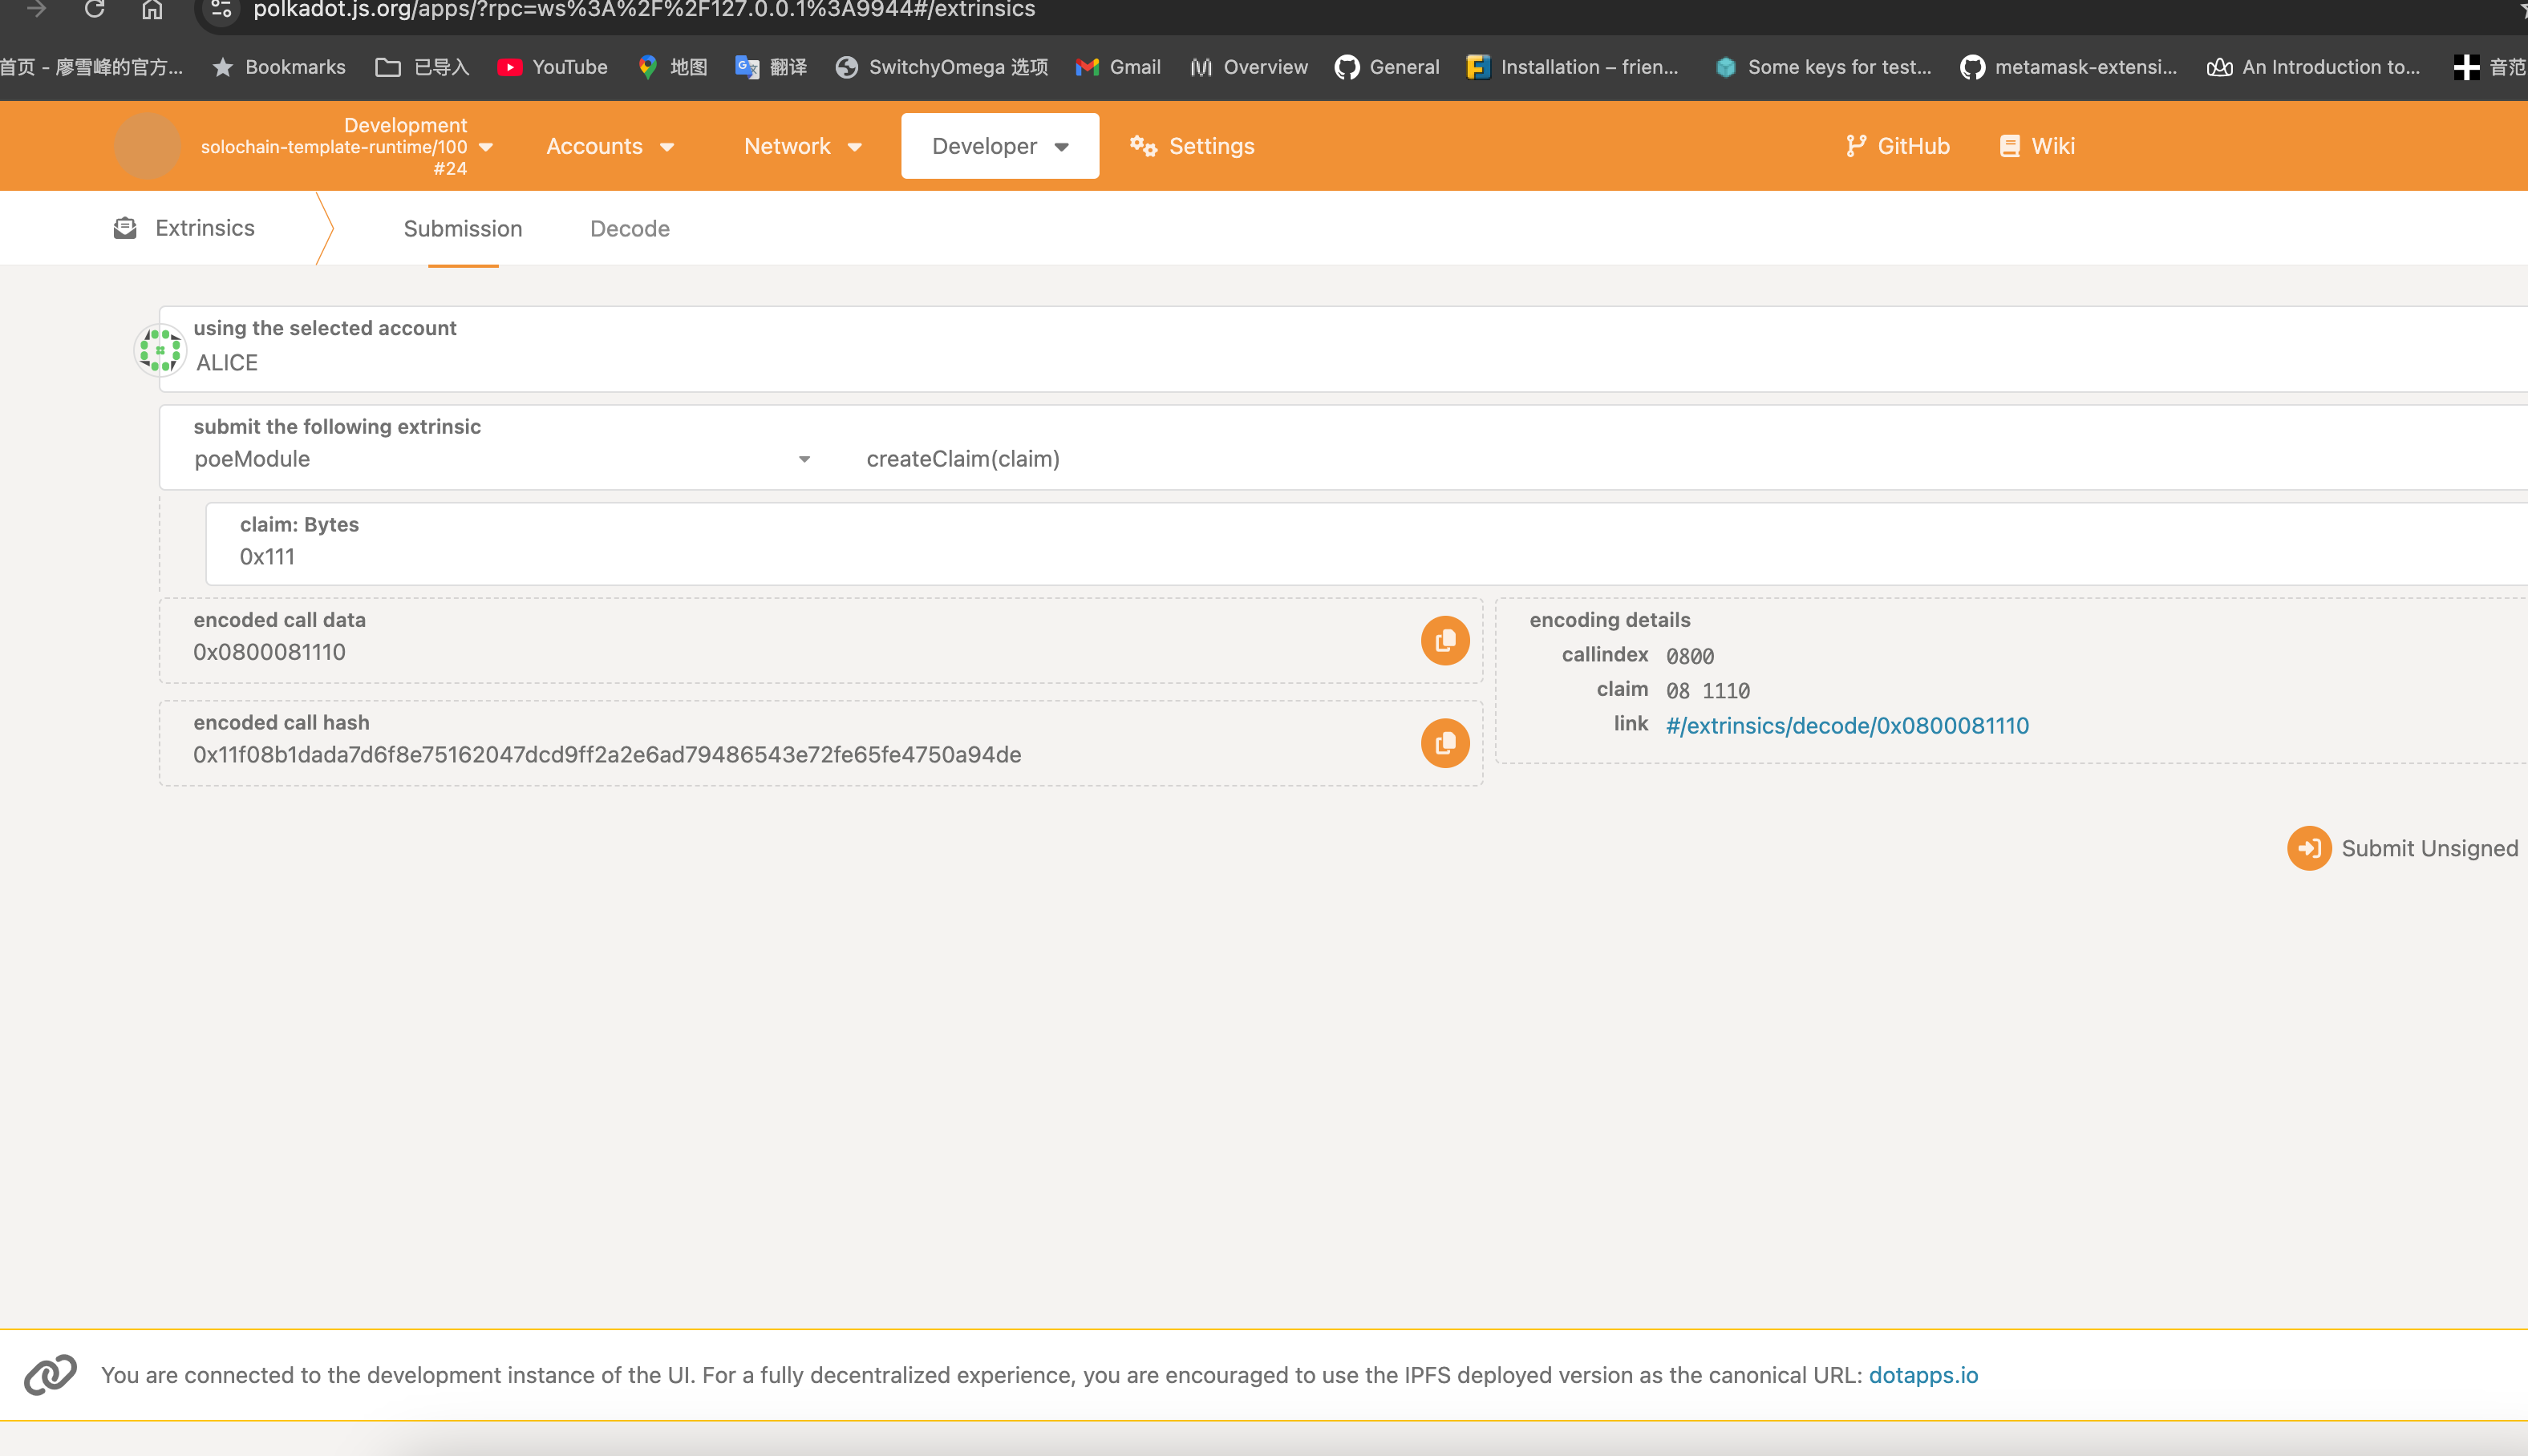 polkadot.js.org/apps/?rpc=ws%3A%2F%2F127.0.0.1%3A9944#/extrinsics
首页 - 廖雪峰的官方... Bookmarks 已导入 YouTube 地图 翻译 SwitchyOmega 选项 Gmail Overview General Installation – frien... Some keys for test... metamask-extensi... An Introduction to... 音范
Development
solochain-template-runtime/100
#24
Accounts Network Developer Settings GitHub Wiki
Extrinsics Submission Decode
using the selected account
ALICE
submit the following extrinsic
poeModule createClaim(claim)
claim: Bytes
0x111
encoded call data
0x0800081110
encoded call hash
0x11f08b1dada7d6f8e75162047dcd9ff2a2e6ad79486543e72fe65fe4750a94de
encoding details
callindex 0800
claim 08 1110
link #/extrinsics/decode/0x0800081110
Submit Unsigned
You are connected to the development instance of the UI. For a fully decentralized experience, you are encouraged to use the IPFS deployed version as the canonical URL: dotapps.io